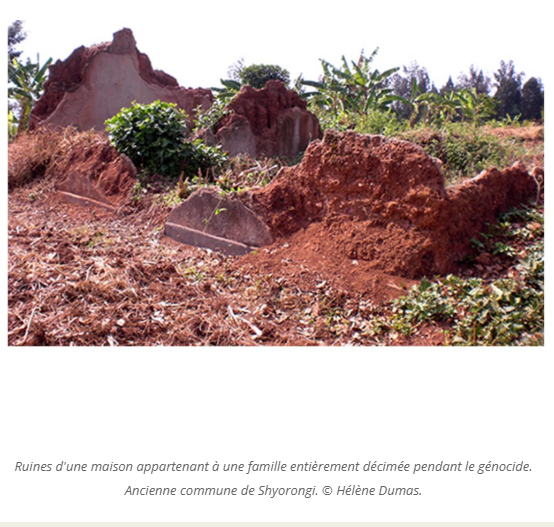 Ruines d'une maison appartenant à une famille entièrement décimée pendant le génocide.
Ancienne commune de Shyorongi. © Hélène Dumas.